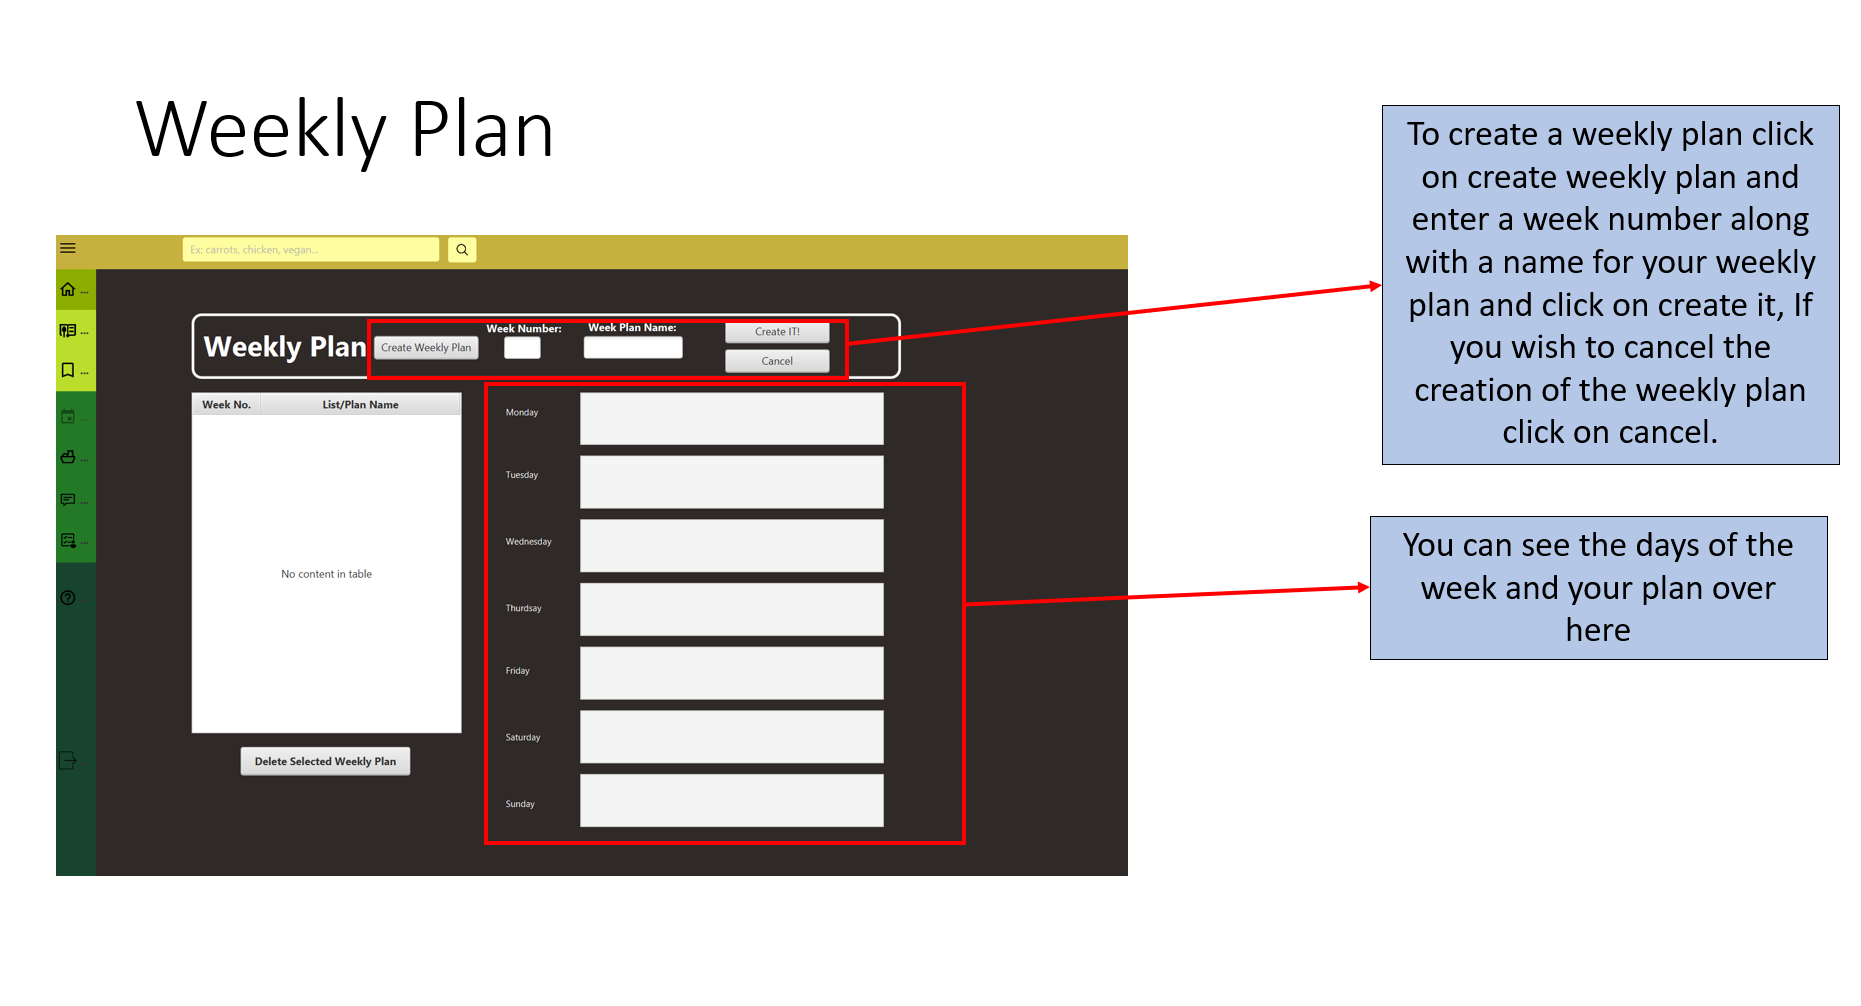 Weekly Plan
To create a weekly plan click
on create weekly plan and
enter a week number along
with a name for your weekly
plan and click on create it, If
you wish to cancel the
creation of the weekly plan
click on cancel.
You can see the days of the
week and your plan over
here
Ex: carrots, chicken, vegan...
...
...
...
...
...
...
...
Weekly Plan
Create Weekly Plan
Week Number:
Week Plan Name:
Create IT!
Cancel
Week No.
List/Plan Name
No content in table
Delete Selected Weekly Plan
Monday
Tuesday
Wednesday
Thurdsay
Friday
Saturday
Sunday